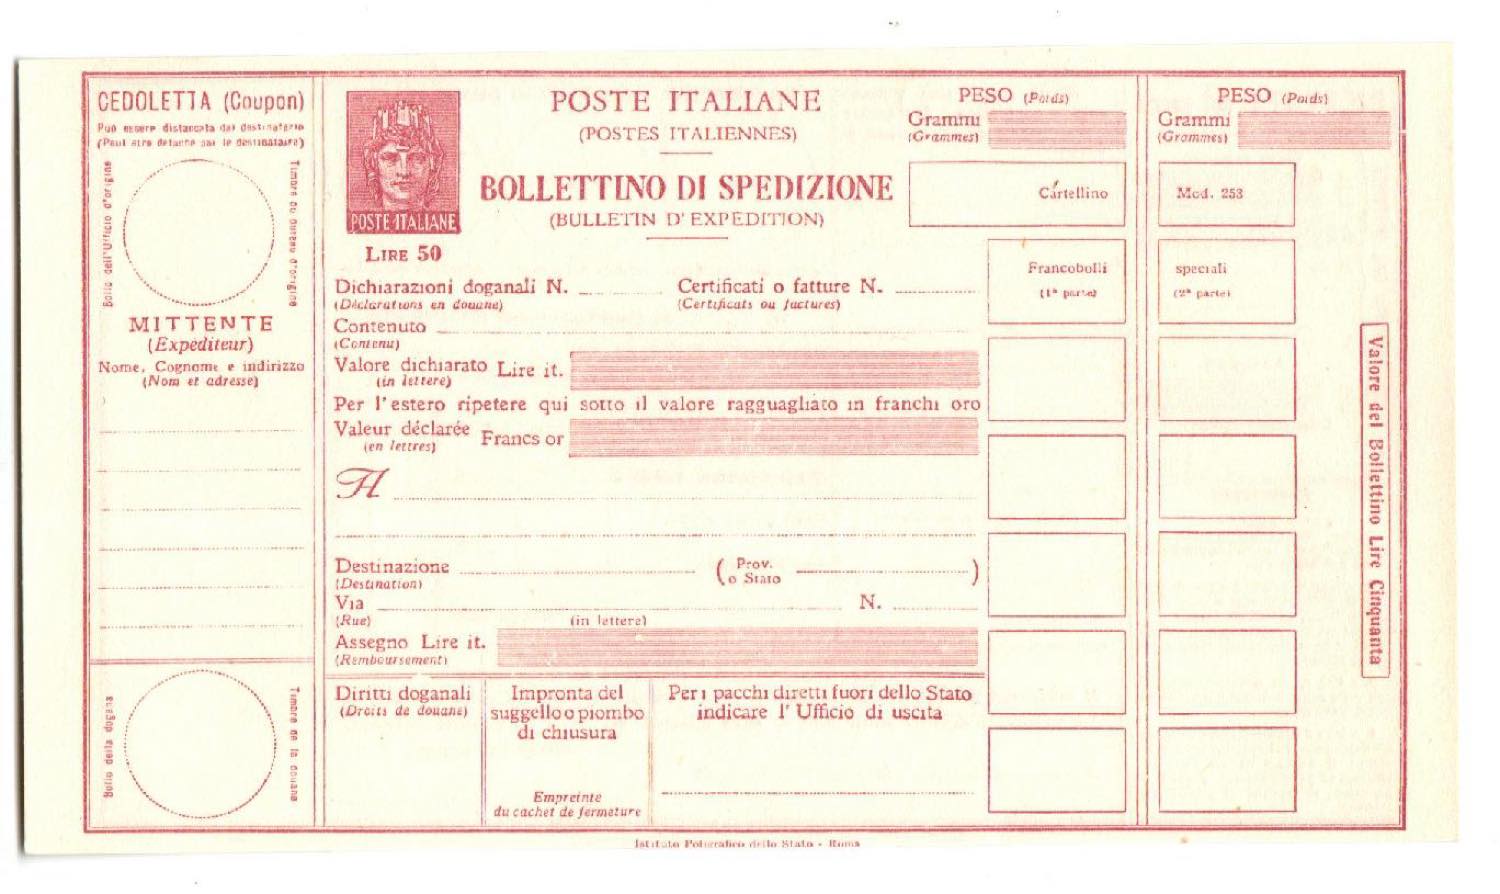 CEDOLETTA (Coupon)
Può essere distaccata dal destinatario
(Peut être detaché par le destinataire)
Bollo dell'Ufficio d'origine
Timbre du bureau d'origine
MITTENTE
(Expéditeur)
Nome, Cognome e indirizzo
(Nom et adresse)
Bollo della dogana
Timbre de la douane
POSTE ITALIANE
LIRE 50
POSTE ITALIANE
(POSTES ITALIENNES)
BOLLETTINO DI SPEDIZIONE
(BULLETIN D'EXPÉDITION)
Dichiarazioni doganali N. Certificati o fatture N.
(Déclarations en douane) (Certificats ou factures)
Contenuto
(Contenu)
Valore dichiarato Lire it.
(in lettere)
Per l'estero ripetere qui sotto il valore ragguagliato in franchi oro
Valeur déclarée Francs or
(en lettres)
A
Destinazione ( Prov. o Stato )
(Destination)
Via N.
(Rue) (in lettere)
Assegno Lire it.
(Remboursement)
Diritti doganali
(Droits de douane)
Impronta del
suggello o piombo
di chiusura
Empreinte
du cachet de fermeture
Per i pacchi diretti fuori dello Stato
indicare l'Ufficio di uscita
PESO (Poids)
Grammi
(Grammes)
Cartellino
Francobolli
(1ª parte)
PESO (Poids)
Grammi
(Grammes)
Mod. 253
speciali
(2ª parte)
Valore del Bollettino Lire Cinquanta
Istituto Poligrafico dello Stato - Roma